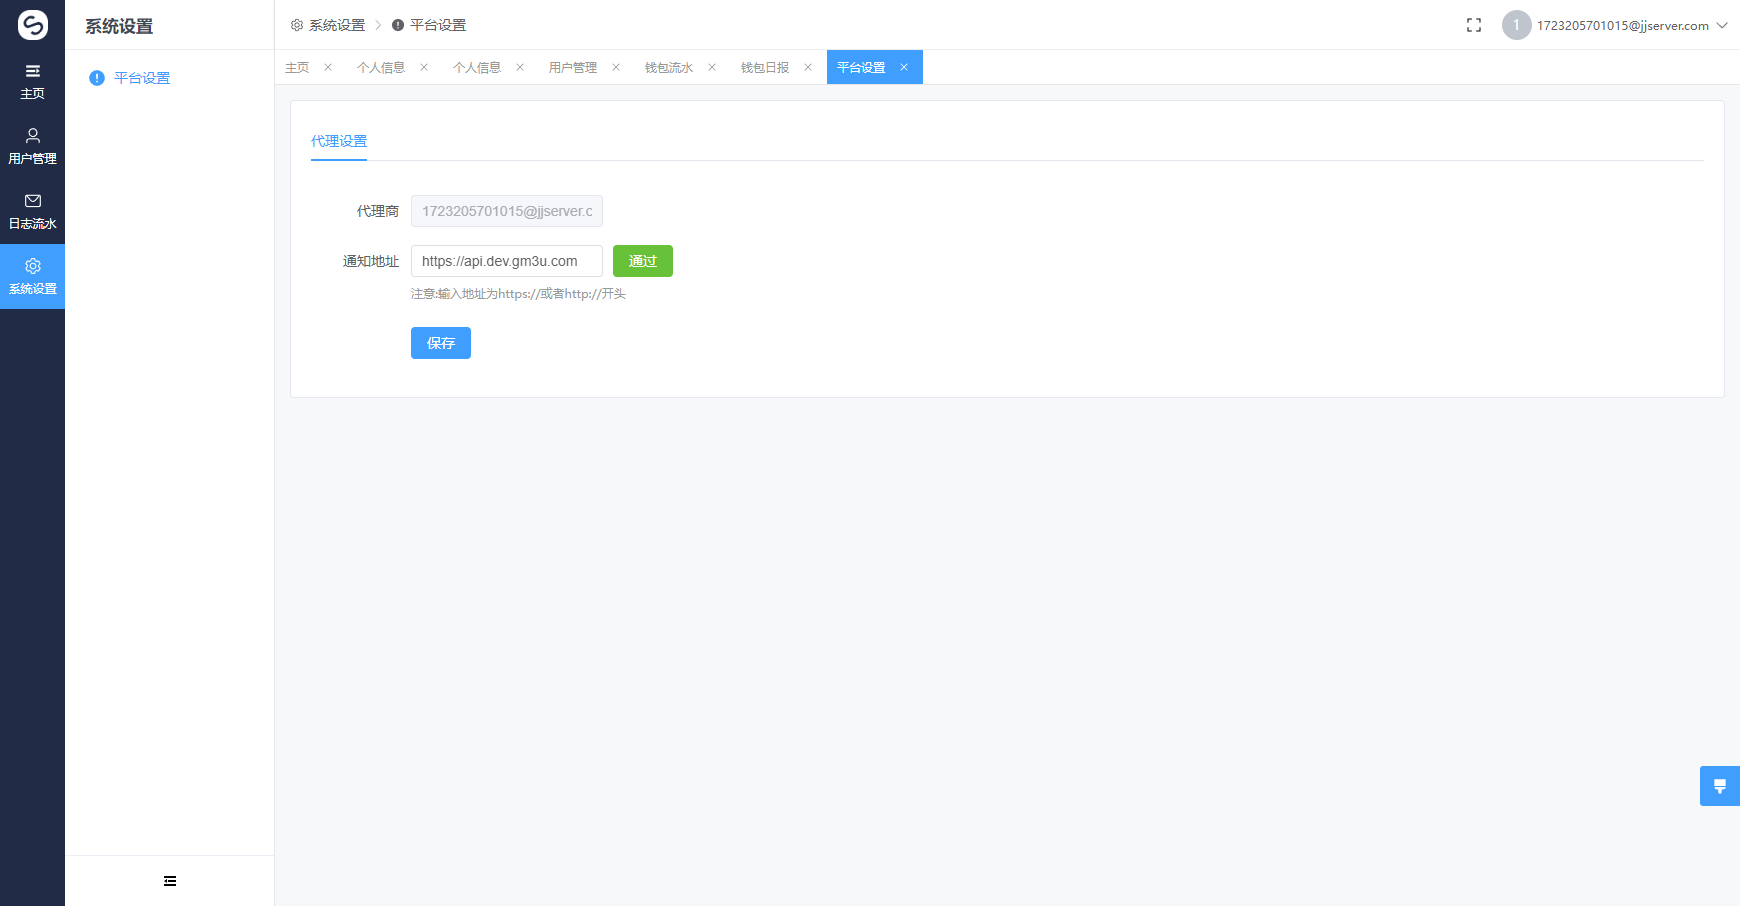 系统设置
主页
用户管理
日志流水
系统设置
平台设置
系统设置 平台设置
1 1723205701015@jjserver.com
主页 个人信息 个人信息 用户管理 钱包流水 钱包日报 平台设置
代理设置
代理商 1723205701015@jjserver.c
通知地址 https://api.dev.gm3u.com 通过
注意:输入地址为https://或者http://开头
保存